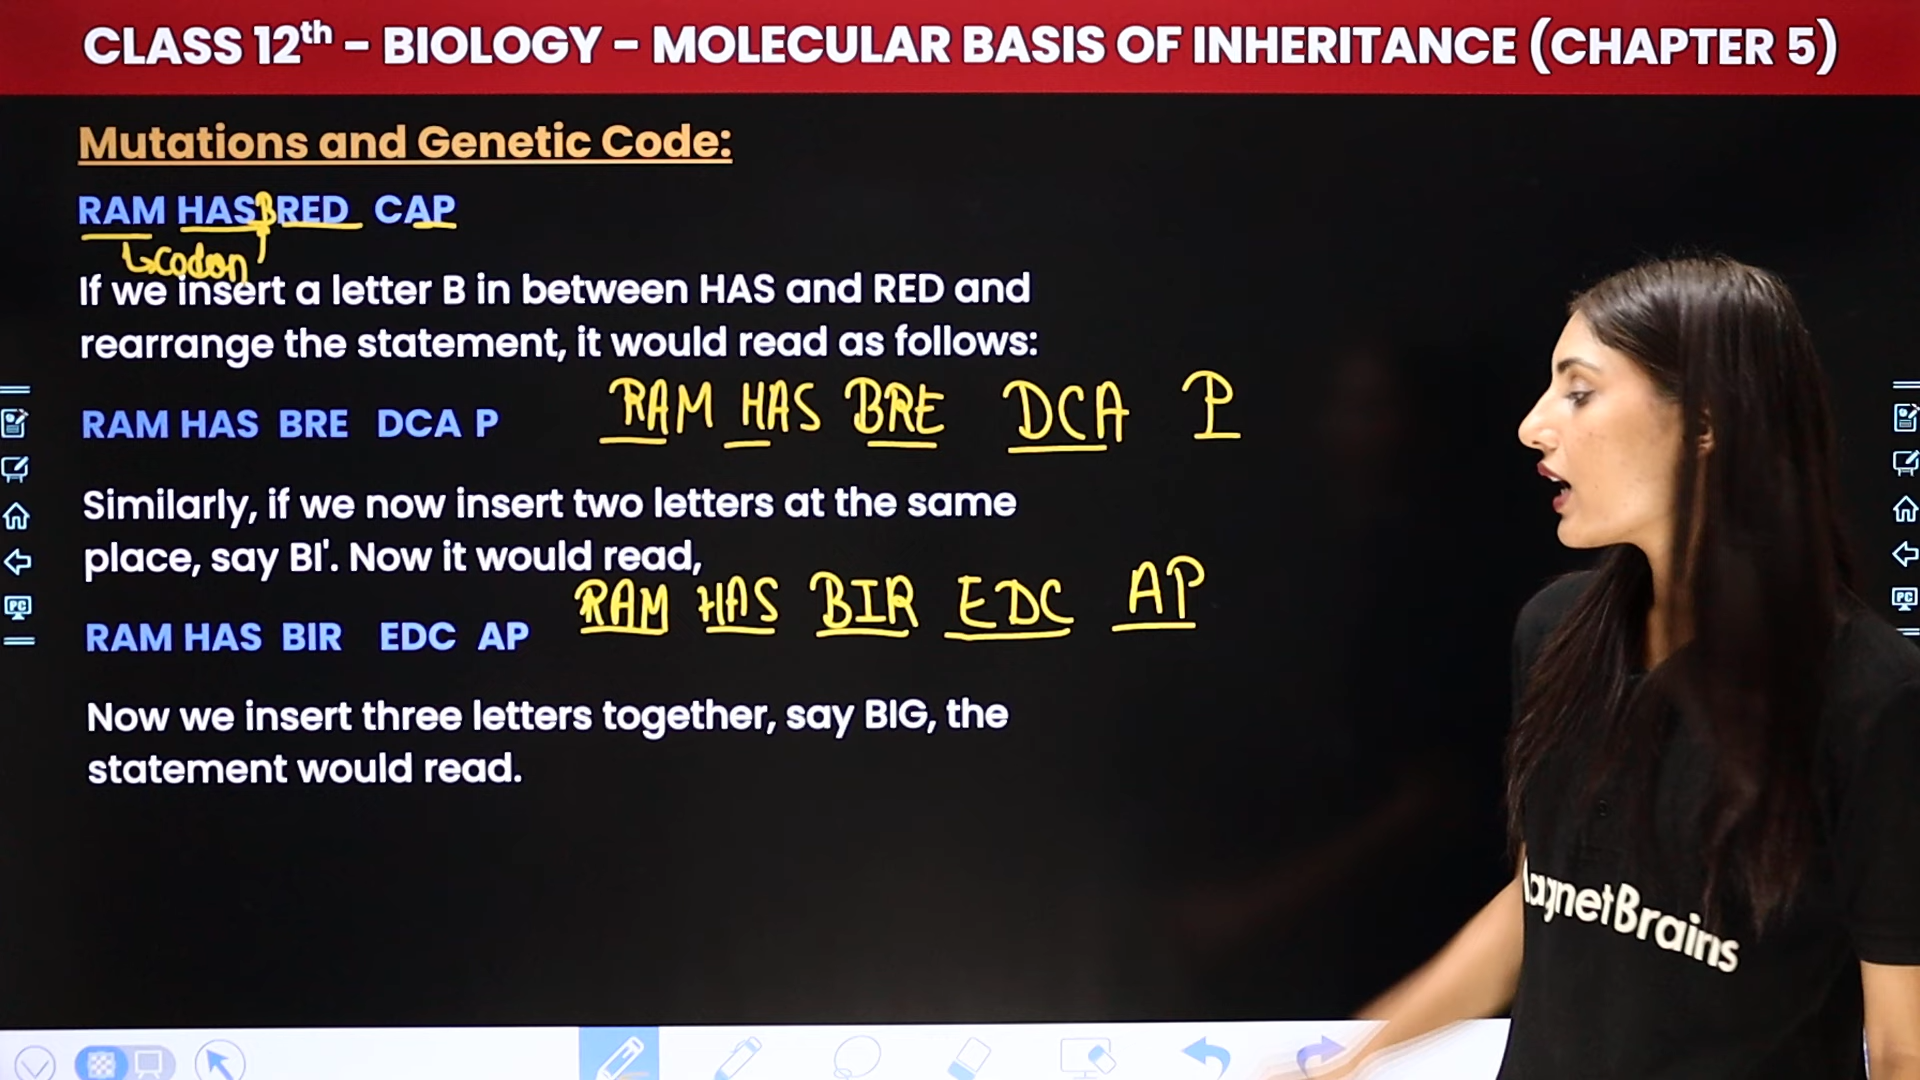 CLASS 12th - BIOLOGY - MOLECULAR BASIS OF INHERITANCE (CHAPTER 5)
Mutations and Genetic Code:
RAM HAS B RED CAP
↳codon
If we insert a letter B in between HAS and RED and
rearrange the statement, it would read as follows:
RAM HAS BRE DCA P RAM HAS BRE DCA P
Similarly, if we now insert two letters at the same
place, say BI'. Now it would read,
RAM HAS BIR EDC AP RAM HAS BIR EDC AP
Now we insert three letters together, say BIG, the
statement would read.
agnetBrains
PC
PC